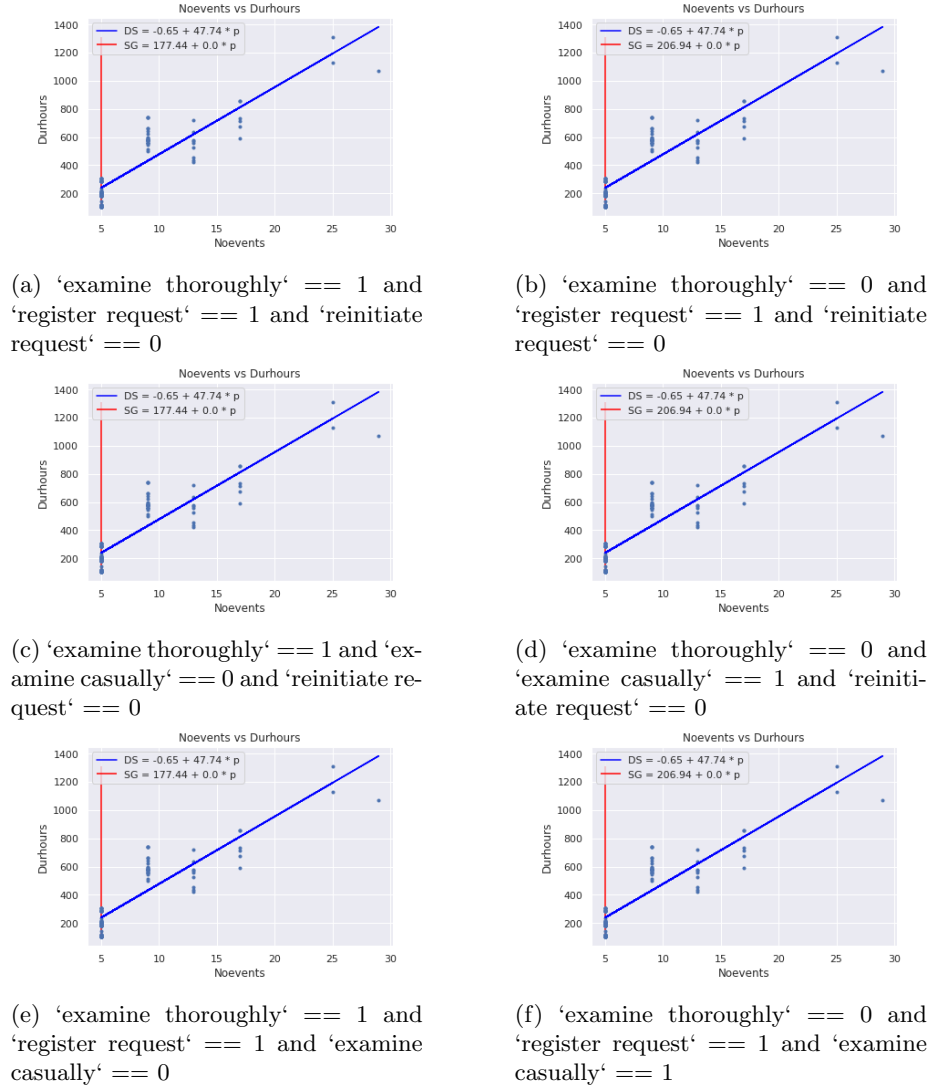 Noevents vs Durhours
DS = -0.65 + 47.74 * p
SG = 177.44 + 0.0 * p
1400
1200
1000
800
600
400
200
Durhours
5 10 15 20 25 30
Noevents
(a) ‘examine thoroughly‘ == 1 and
‘register request‘ == 1 and ‘reinitiate
request‘ == 0
Noevents vs Durhours
DS = -0.65 + 47.74 * p
SG = 206.94 + 0.0 * p
1400
1200
1000
800
600
400
200
Durhours
5 10 15 20 25 30
Noevents
(b) ‘examine thoroughly‘ == 0 and
‘register request‘ == 1 and ‘reinitiate
request‘ == 0
Noevents vs Durhours
DS = -0.65 + 47.74 * p
SG = 177.44 + 0.0 * p
1400
1200
1000
800
600
400
200
Durhours
5 10 15 20 25 30
Noevents
(c) ‘examine thoroughly‘ == 1 and ‘ex-
amine casually‘ == 0 and ‘reinitiate re-
quest‘ == 0
Noevents vs Durhours
DS = -0.65 + 47.74 * p
SG = 206.94 + 0.0 * p
1400
1200
1000
800
600
400
200
Durhours
5 10 15 20 25 30
Noevents
(d) ‘examine thoroughly‘ == 0 and
‘examine casually‘ == 1 and ‘reiniti-
ate request‘ == 0
Noevents vs Durhours
DS = -0.65 + 47.74 * p
SG = 177.44 + 0.0 * p
1400
1200
1000
800
600
400
200
Durhours
5 10 15 20 25 30
Noevents
(e) ‘examine thoroughly‘ == 1 and
‘register request‘ == 1 and ‘examine
casually‘ == 0
Noevents vs Durhours
DS = -0.65 + 47.74 * p
SG = 206.94 + 0.0 * p
1400
1200
1000
800
600
400
200
Durhours
5 10 15 20 25 30
Noevents
(f) ‘examine thoroughly‘ == 0 and
‘register request‘ == 1 and ‘examine
casually‘ == 1